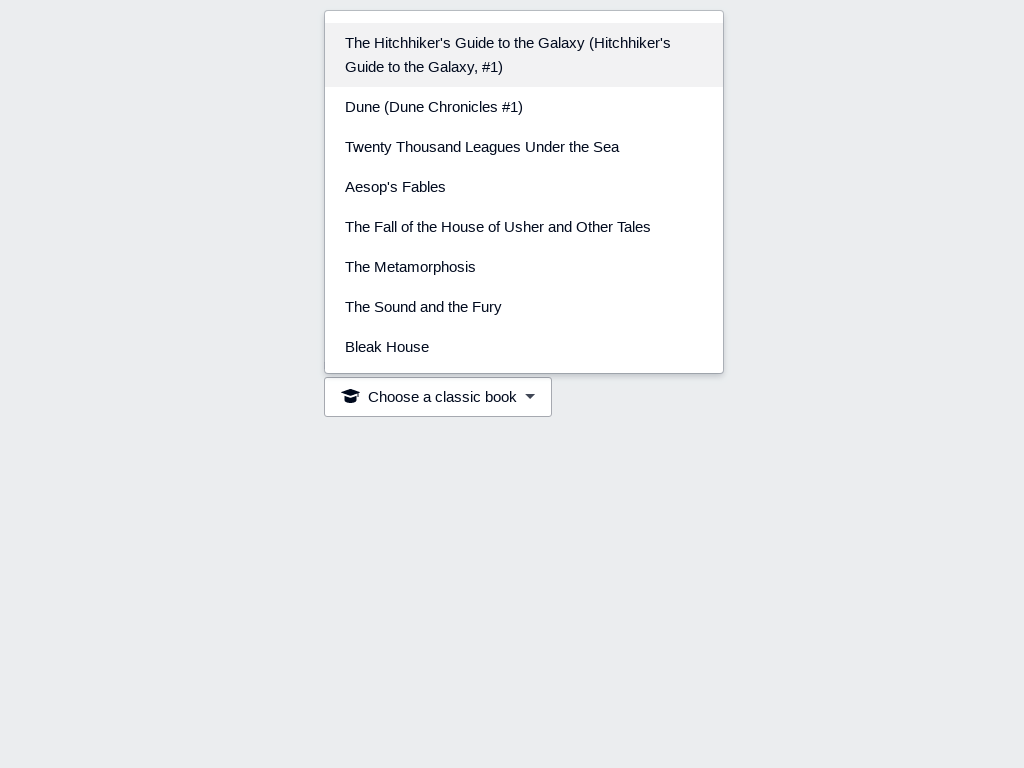 The Hitchhiker's Guide to the Galaxy (Hitchhiker's
Guide to the Galaxy, #1)
Dune (Dune Chronicles #1)
Twenty Thousand Leagues Under the Sea
Aesop's Fables
The Fall of the House of Usher and Other Tales
The Metamorphosis
The Sound and the Fury
Bleak House
Choose a classic book